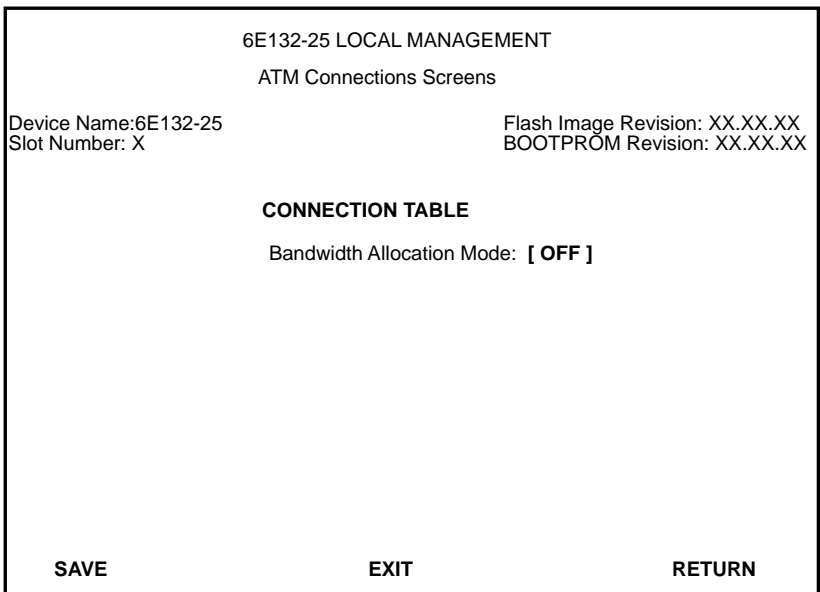 6E132-25 LOCAL MANAGEMENT
ATM Connections Screens
Device Name:6E132-25 Flash Image Revision: XX.XX.XX
Slot Number: X BOOTPROM Revision: XX.XX.XX
CONNECTION TABLE
Bandwidth Allocation Mode: [ OFF ]
SAVE EXIT RETURN